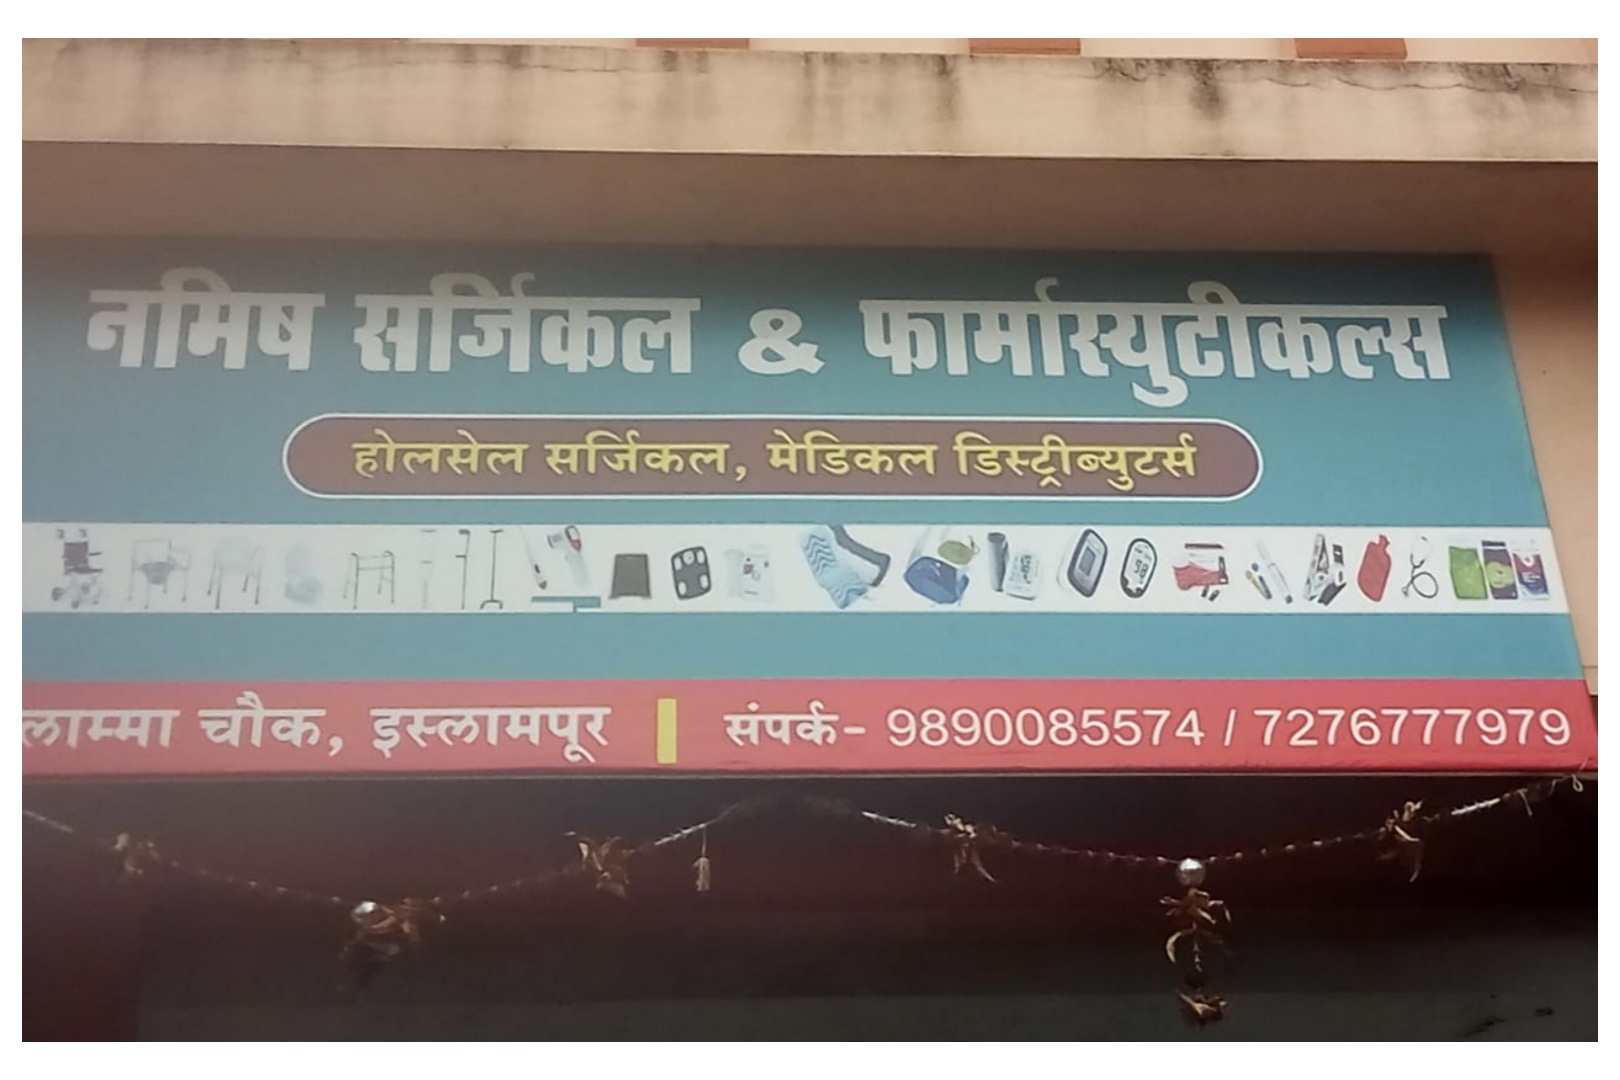 नमिष सर्जिकल & फार्मास्युटीकल्स
होलसेल सर्जिकल, मेडिकल डिस्ट्रीब्युटर्स
लाम्मा चौक, इस्लामपूर | संपर्क- 9890085574 / 7276777979